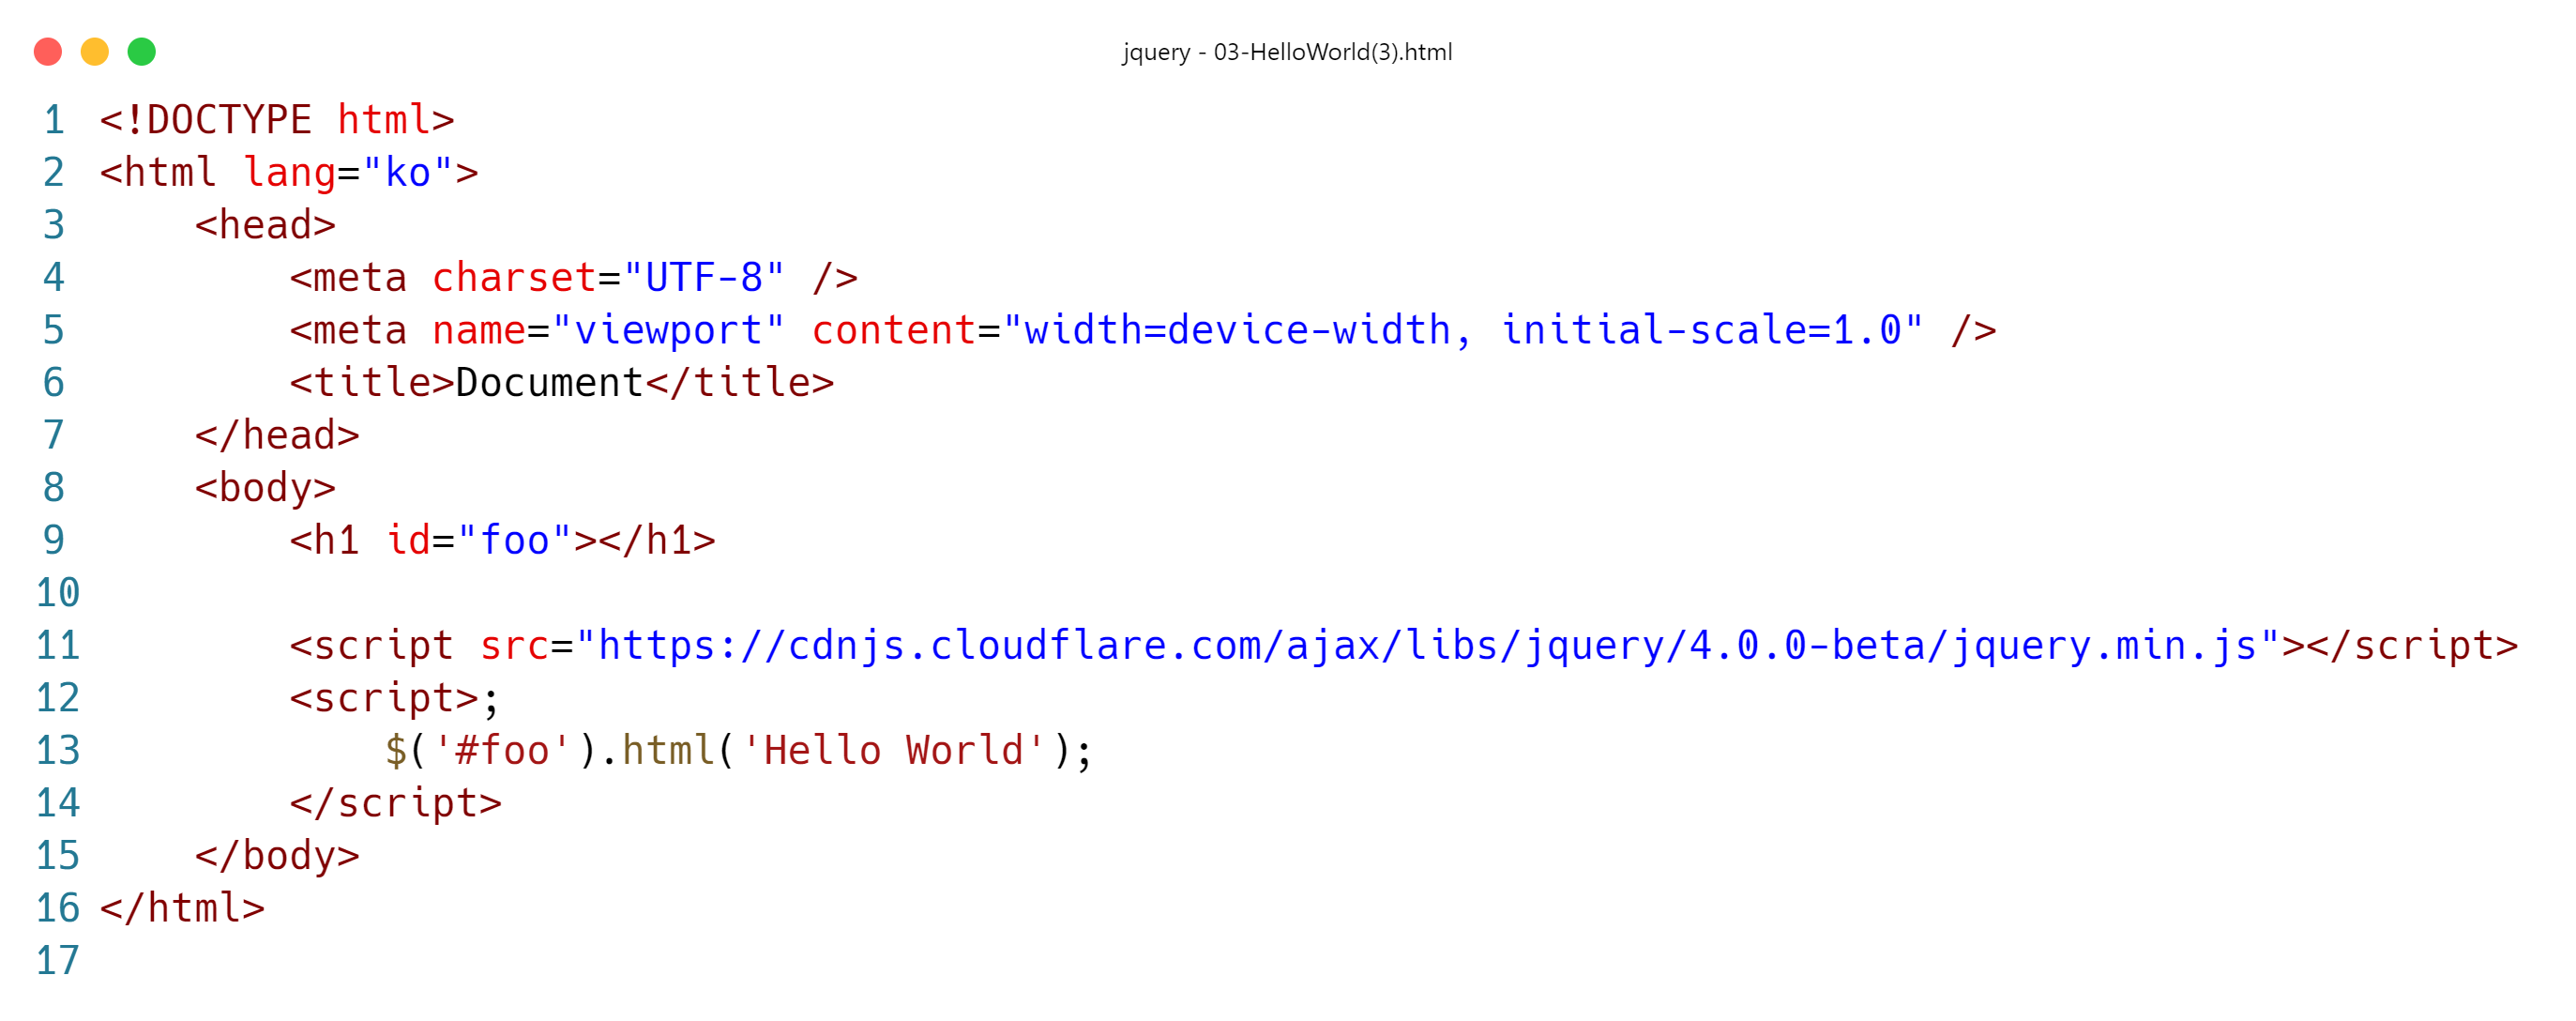 jquery - 03-HelloWorld(3).html
1 <!DOCTYPE html>
2 <html lang="ko">
3     <head>
4         <meta charset="UTF-8" />
5         <meta name="viewport" content="width=device-width, initial-scale=1.0" />
6         <title>Document</title>
7     </head>
8     <body>
9         <h1 id="foo"></h1>
10
11         <script src="https://cdnjs.cloudflare.com/ajax/libs/jquery/4.0.0-beta/jquery.min.js"></script>
12         <script>;
13             $('#foo').html('Hello World');
14         </script>
15     </body>
16 </html>
17